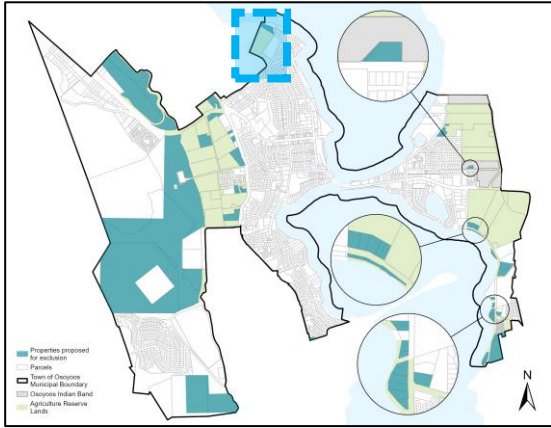 Properties proposed
for exclusion
Parcels
Town of Osoyoos
Municipal Boundary
Osoyoos Indian Band
Agriculture Reserve
Lands
N